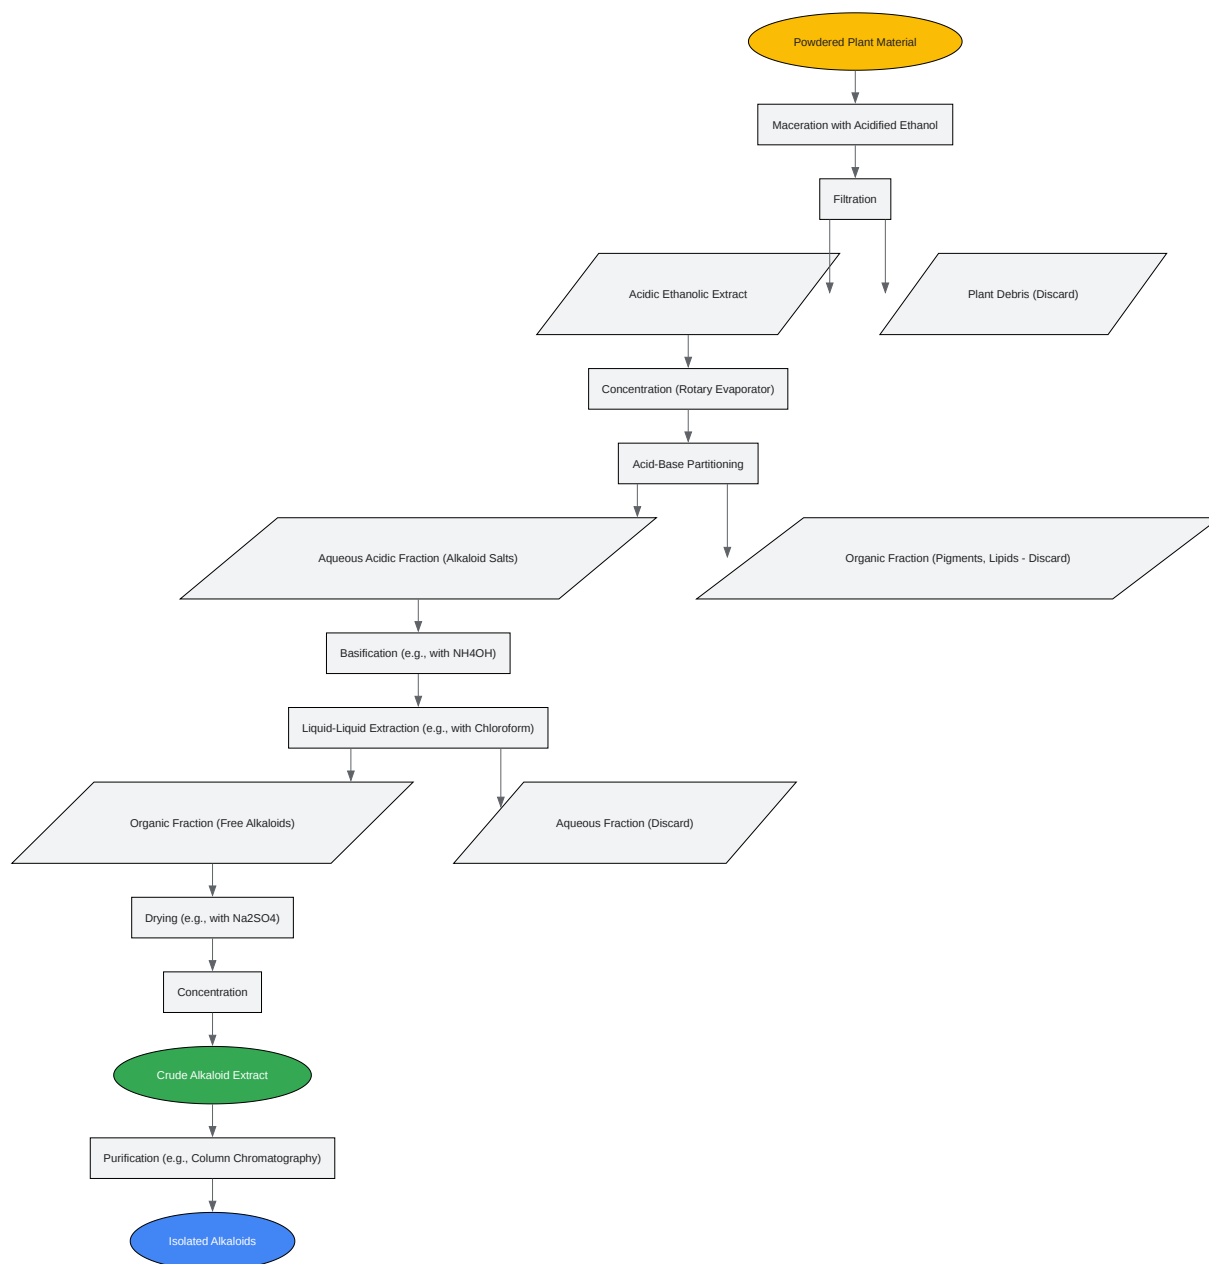 Powdered Plant Material
Maceration with Acidified Ethanol
Filtration
Acidic Ethanolic Extract
Plant Debris (Discard)
Concentration (Rotary Evaporator)
Acid-Base Partitioning
Aqueous Acidic Fraction (Alkaloid Salts)
Organic Fraction (Pigments, Lipids - Discard)
Basification (e.g., with NH4OH)
Liquid-Liquid Extraction (e.g., with Chloroform)
Organic Fraction (Free Alkaloids)
Aqueous Fraction (Discard)
Drying (e.g., with Na2SO4)
Concentration
Crude Alkaloid Extract
Purification (e.g., Column Chromatography)
Isolated Alkaloids